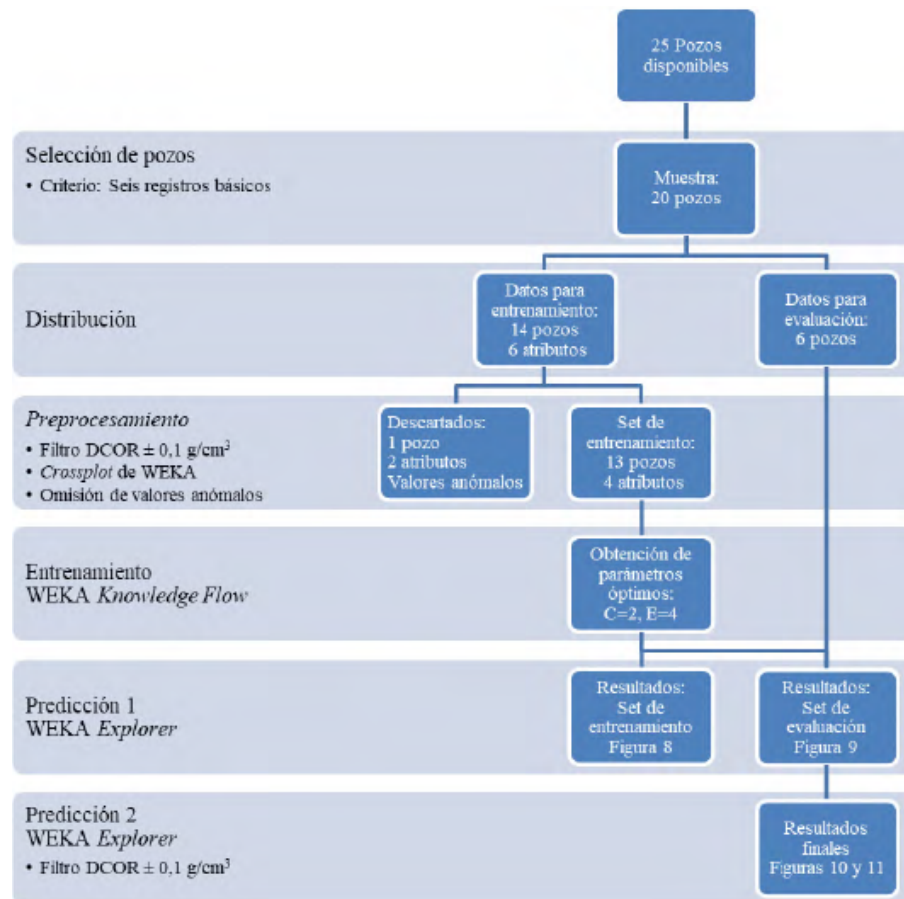 25 Pozos
disponibles
Selección de pozos
• Criterio: Seis registros básicos
Muestra:
20 pozos
Distribución
Datos para
entrenamiento:
14 pozos
6 atributos
Datos para
evaluación:
6 pozos
Preprocesamiento
• Filtro DCOR ± 0,1 g/cm³
• Crossplot de WEKA
• Omisión de valores anómalos
Descartados:
1 pozo
2 atributos
Valores anómalos
Set de
entrenamiento:
13 pozos
4 atributos
Entrenamiento
WEKA Knowledge Flow
Obtención de
parámetros
óptimos:
C=2, E=4
Predicción 1
WEKA Explorer
Resultados:
Set de
entrenamiento
Figura 8
Resultados:
Set de
evaluación
Figura 9
Predicción 2
WEKA Explorer
• Filtro DCOR ± 0,1 g/cm³
Resultados
finales
Figuras 10 y 11